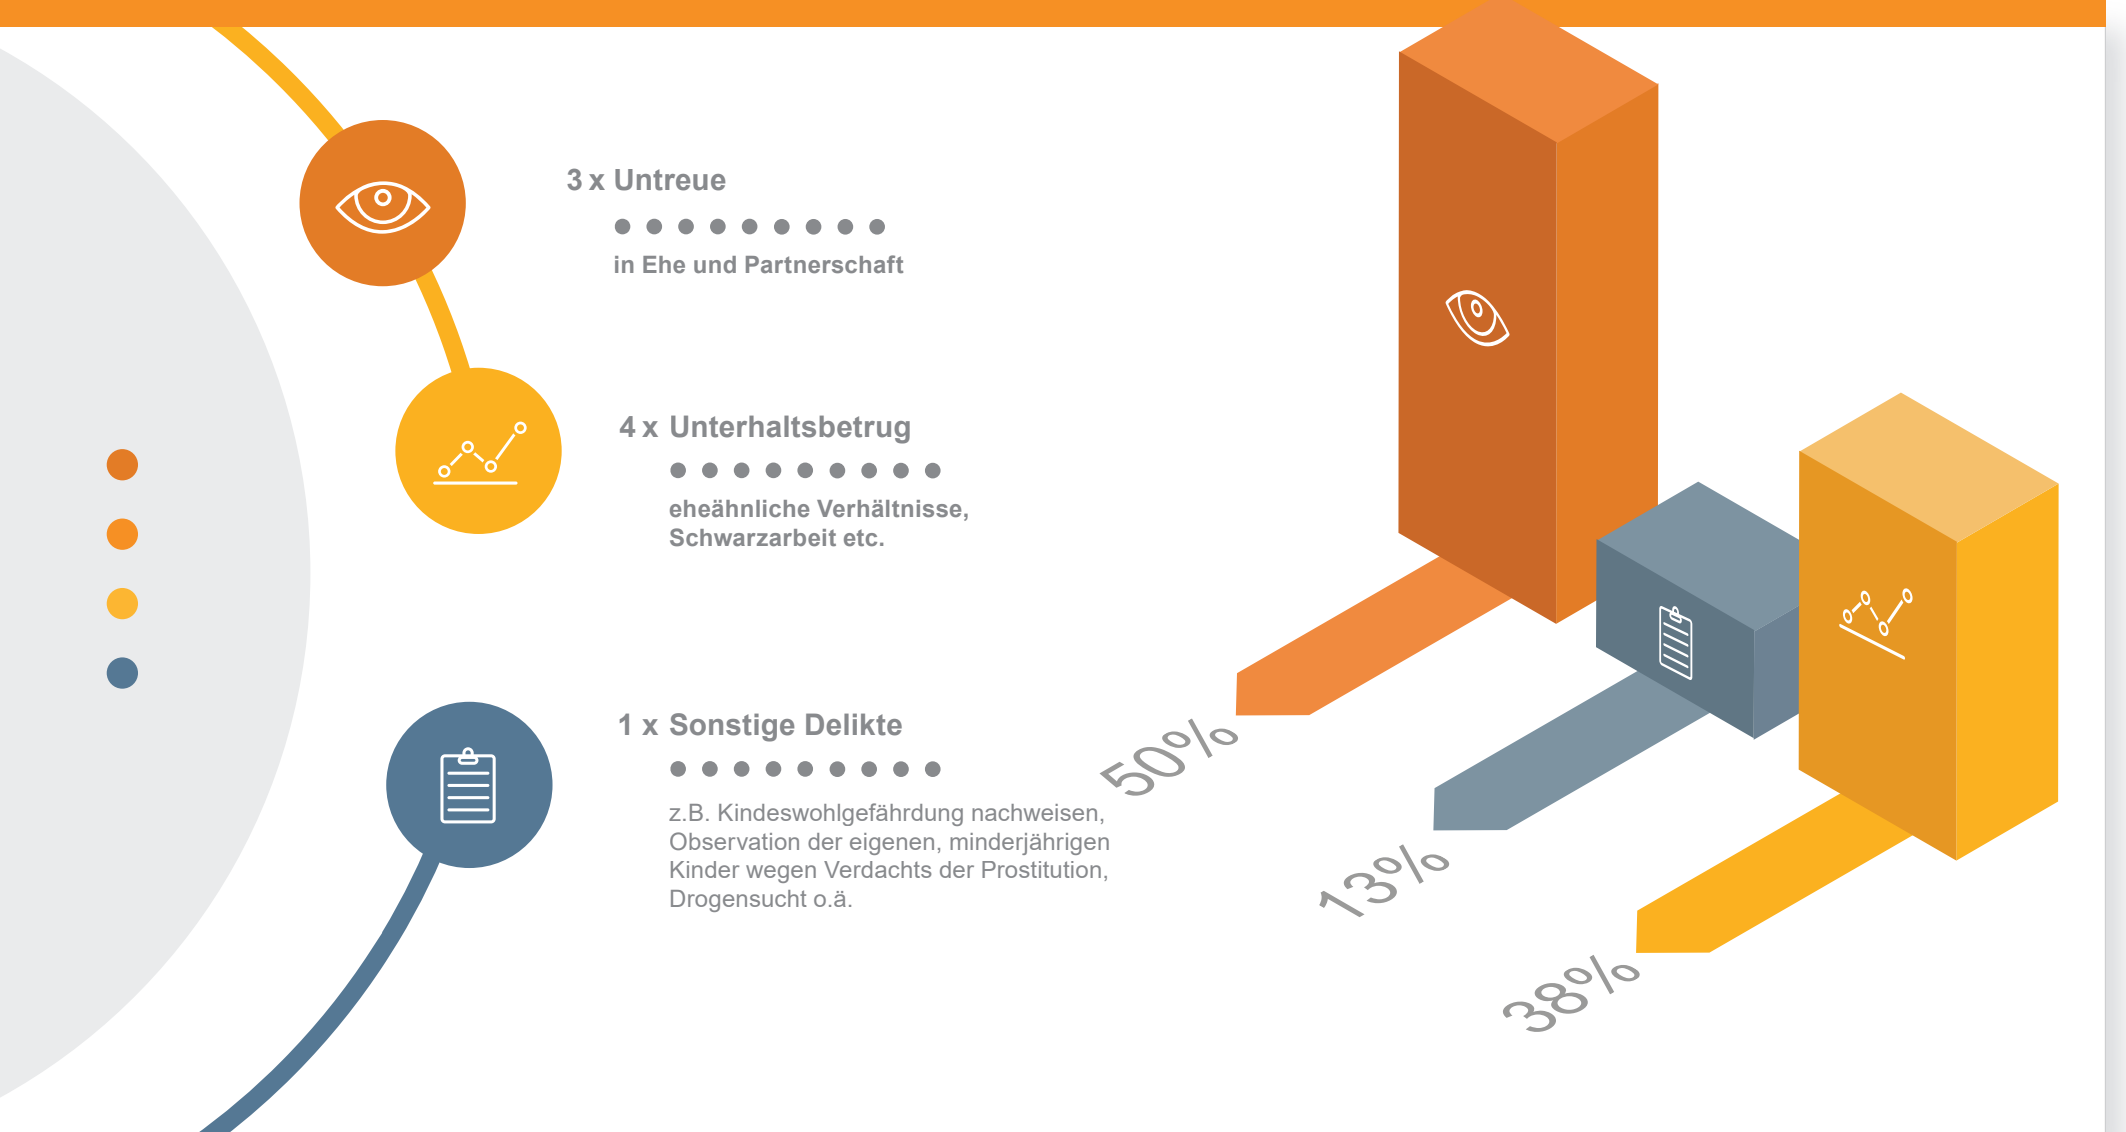 3 x Untreue
in Ehe und Partnerschaft
4 x Unterhaltsbetrug
eheähnliche Verhältnisse,
Schwarzarbeit etc.
1 x Sonstige Delikte
z.B. Kindeswohlgefährdung nachweisen,
Observation der eigenen, minderjährigen
Kinder wegen Verdachts der Prostitution,
Drogensucht o.ä.
50%
13%
38%